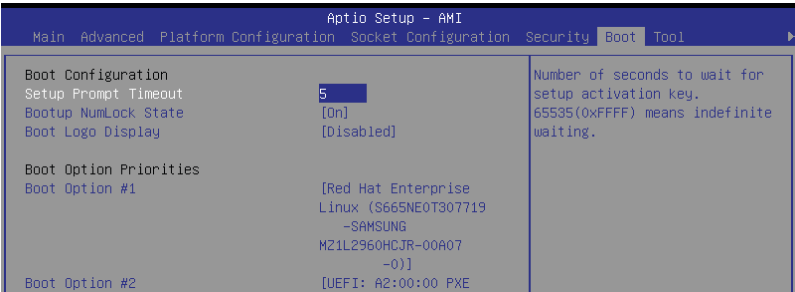 Aptio Setup - AMI
Main Advanced Platform Configuration Socket Configuration Security Boot Tool
Boot Configuration
Setup Prompt Timeout 5
Bootup NumLock State [On]
Boot Logo Display [Disabled]
Boot Option Priorities
Boot Option #1 [Red Hat Enterprise
Linux (S665NE0T307719
-SAMSUNG
MZ1L2960HCJR-00A07
-0)]
Boot Option #2 [UEFI: A2:00:00 PXE
Number of seconds to wait for
setup activation key.
65535(0xFFFF) means indefinite
waiting.